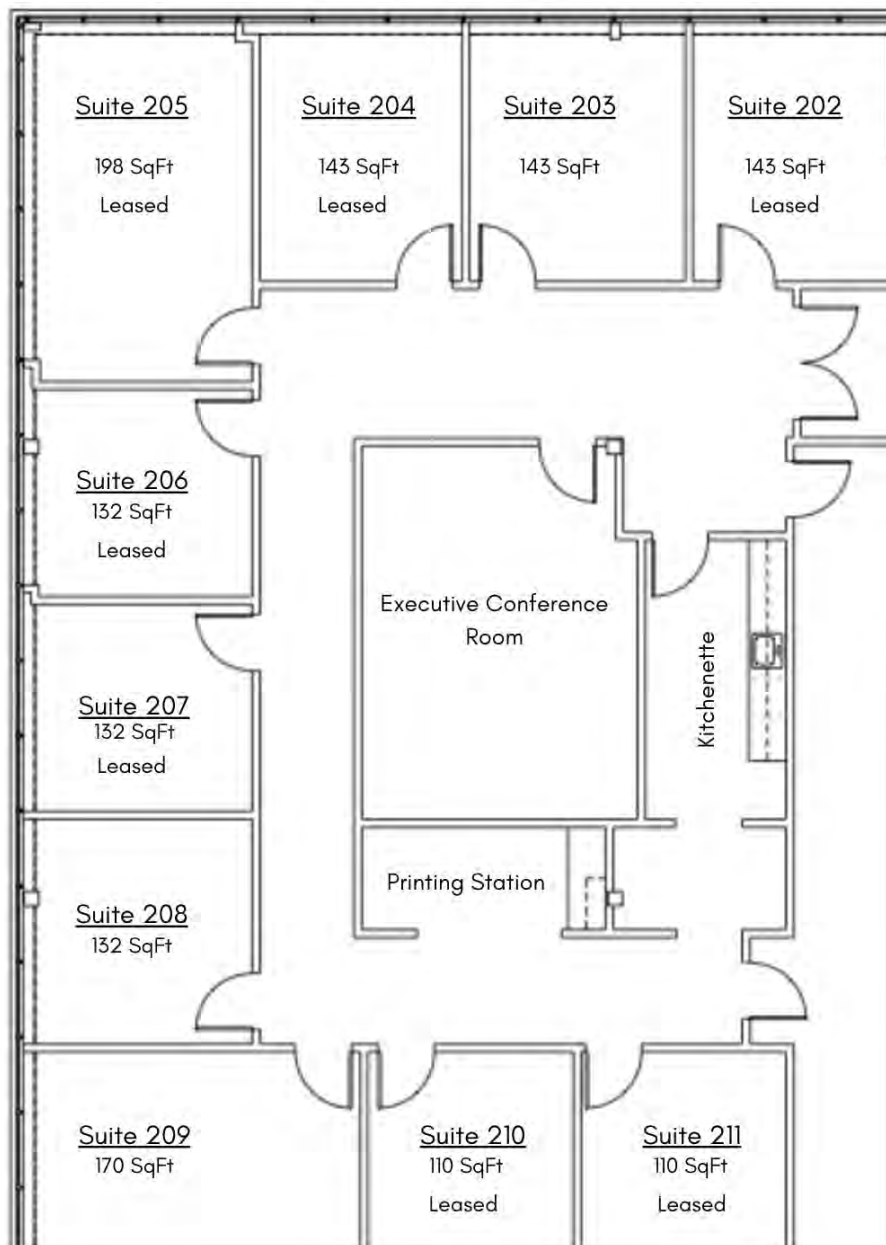 Suite 205
198 SqFt
Leased
Suite 204
143 SqFt
Leased
Suite 203
143 SqFt
Suite 202
143 SqFt
Leased
Suite 206
132 SqFt
Leased
Executive Conference
Room
Kitchenette
Suite 207
132 SqFt
Leased
Printing Station
Suite 208
132 SqFt
Suite 209
170 SqFt
Suite 210
110 SqFt
Leased
Suite 211
110 SqFt
Leased